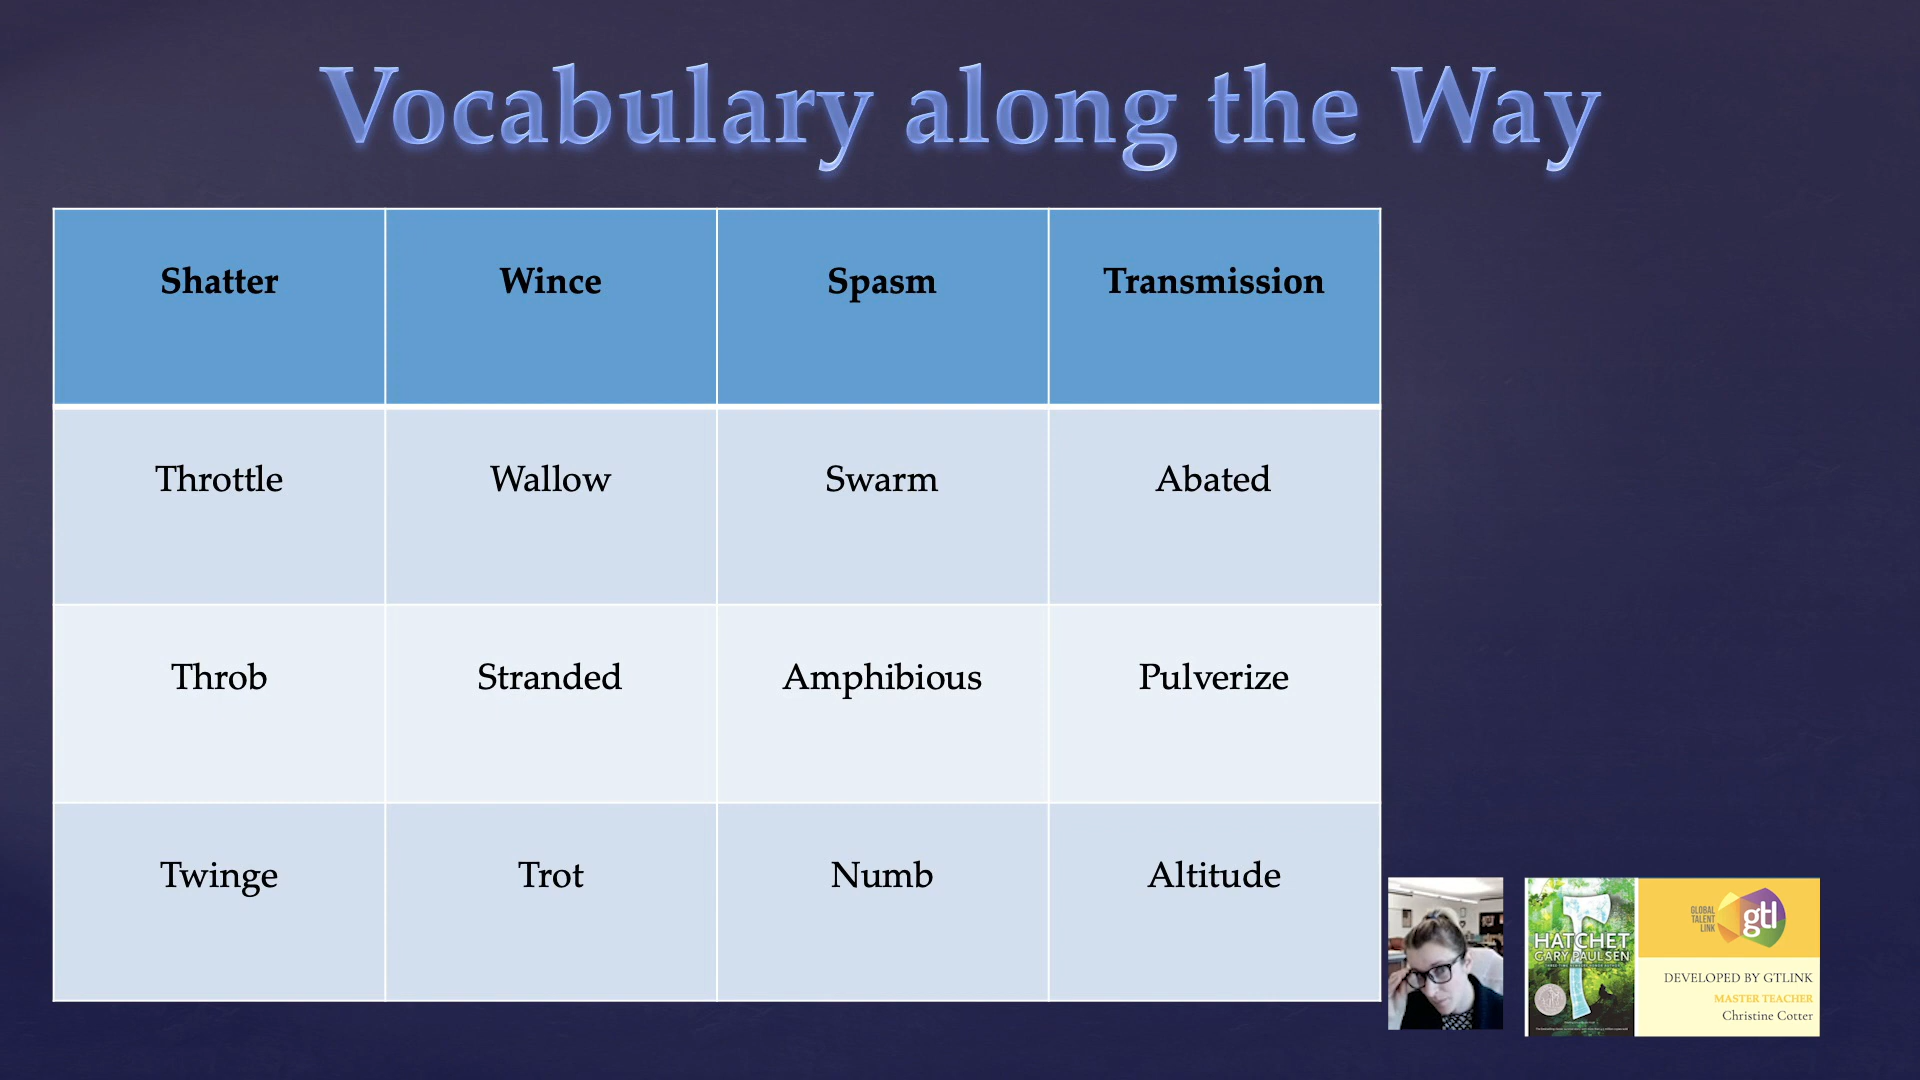 Vocabulary along the Way
Shatter Wince Spasm Transmission
Throttle Wallow Swarm Abated
Throb Stranded Amphibious Pulverize
Twinge Trot Numb Altitude
HATCHET
GARY PAULSEN
GLOBAL
TALENT
LINK
gtl
DEVELOPED BY GTLINK
MASTER TEACHER
Christine Cotter